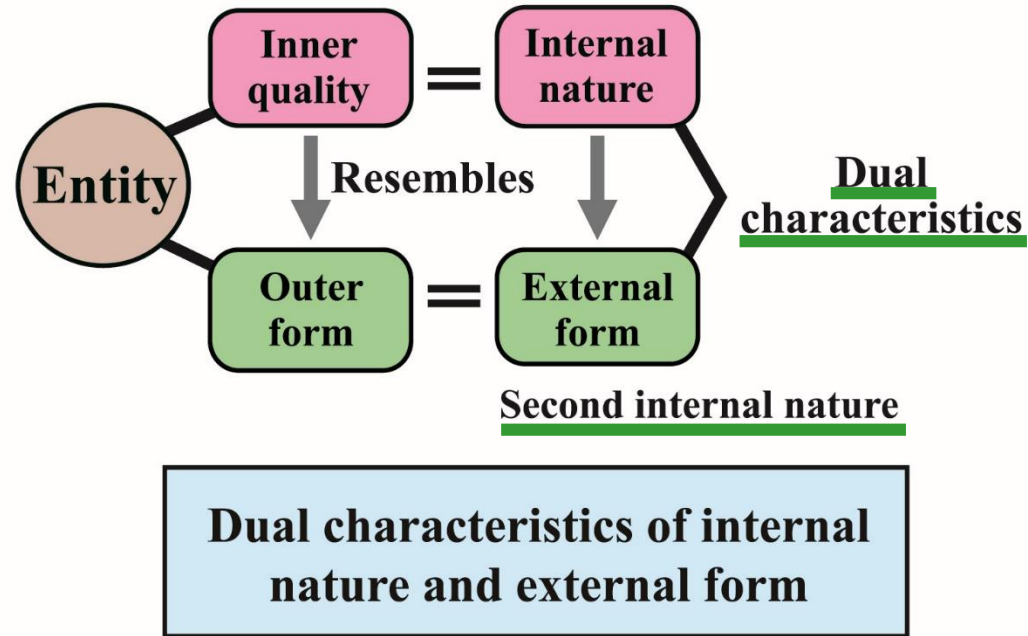 Inner
quality
=
Internal
nature
Entity
Resembles
Dual
characteristics
Outer
form
=
External
form
Second internal nature
Dual characteristics of internal
nature and external form